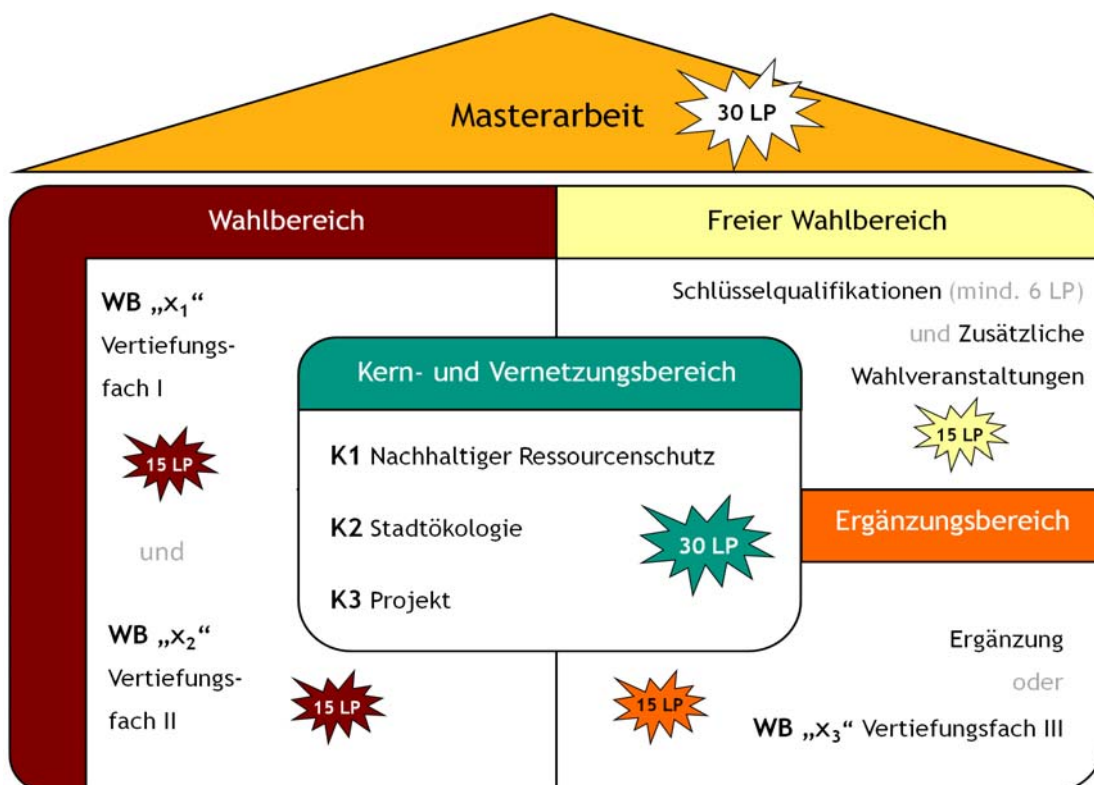 Masterarbeit
30 LP
Wahlbereich
Freier Wahlbereich
WB „x₁“
Vertiefungs-
fach I
15 LP
und
WB „x₂“
Vertiefungs-
fach II
15 LP
Kern- und Vernetzungsbereich
K1 Nachhaltiger Ressourcenschutz
K2 Stadtökologie
K3 Projekt
30 LP
Schlüsselqualifikationen (mind. 6 LP)
und Zusätzliche
Wahlveranstaltungen
15 LP
Ergänzungsbereich
Ergänzung
oder
WB „x₃“ Vertiefungsfach III
15 LP